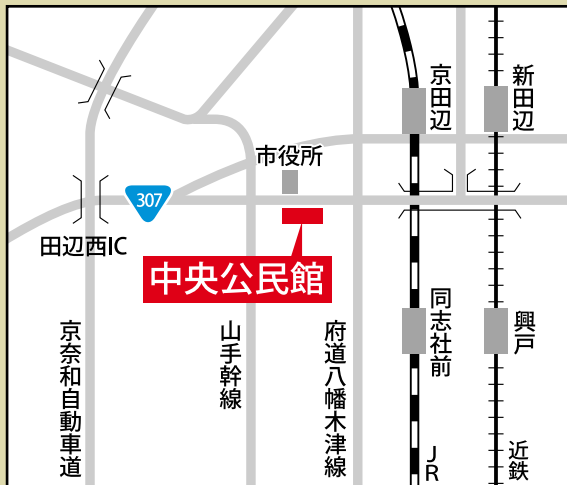 京田辺
新田辺
市役所
307
田辺西IC
中央公民館
同志社前
興戸
京奈和自動車道
山手幹線
府道八幡木津線
JR
近鉄